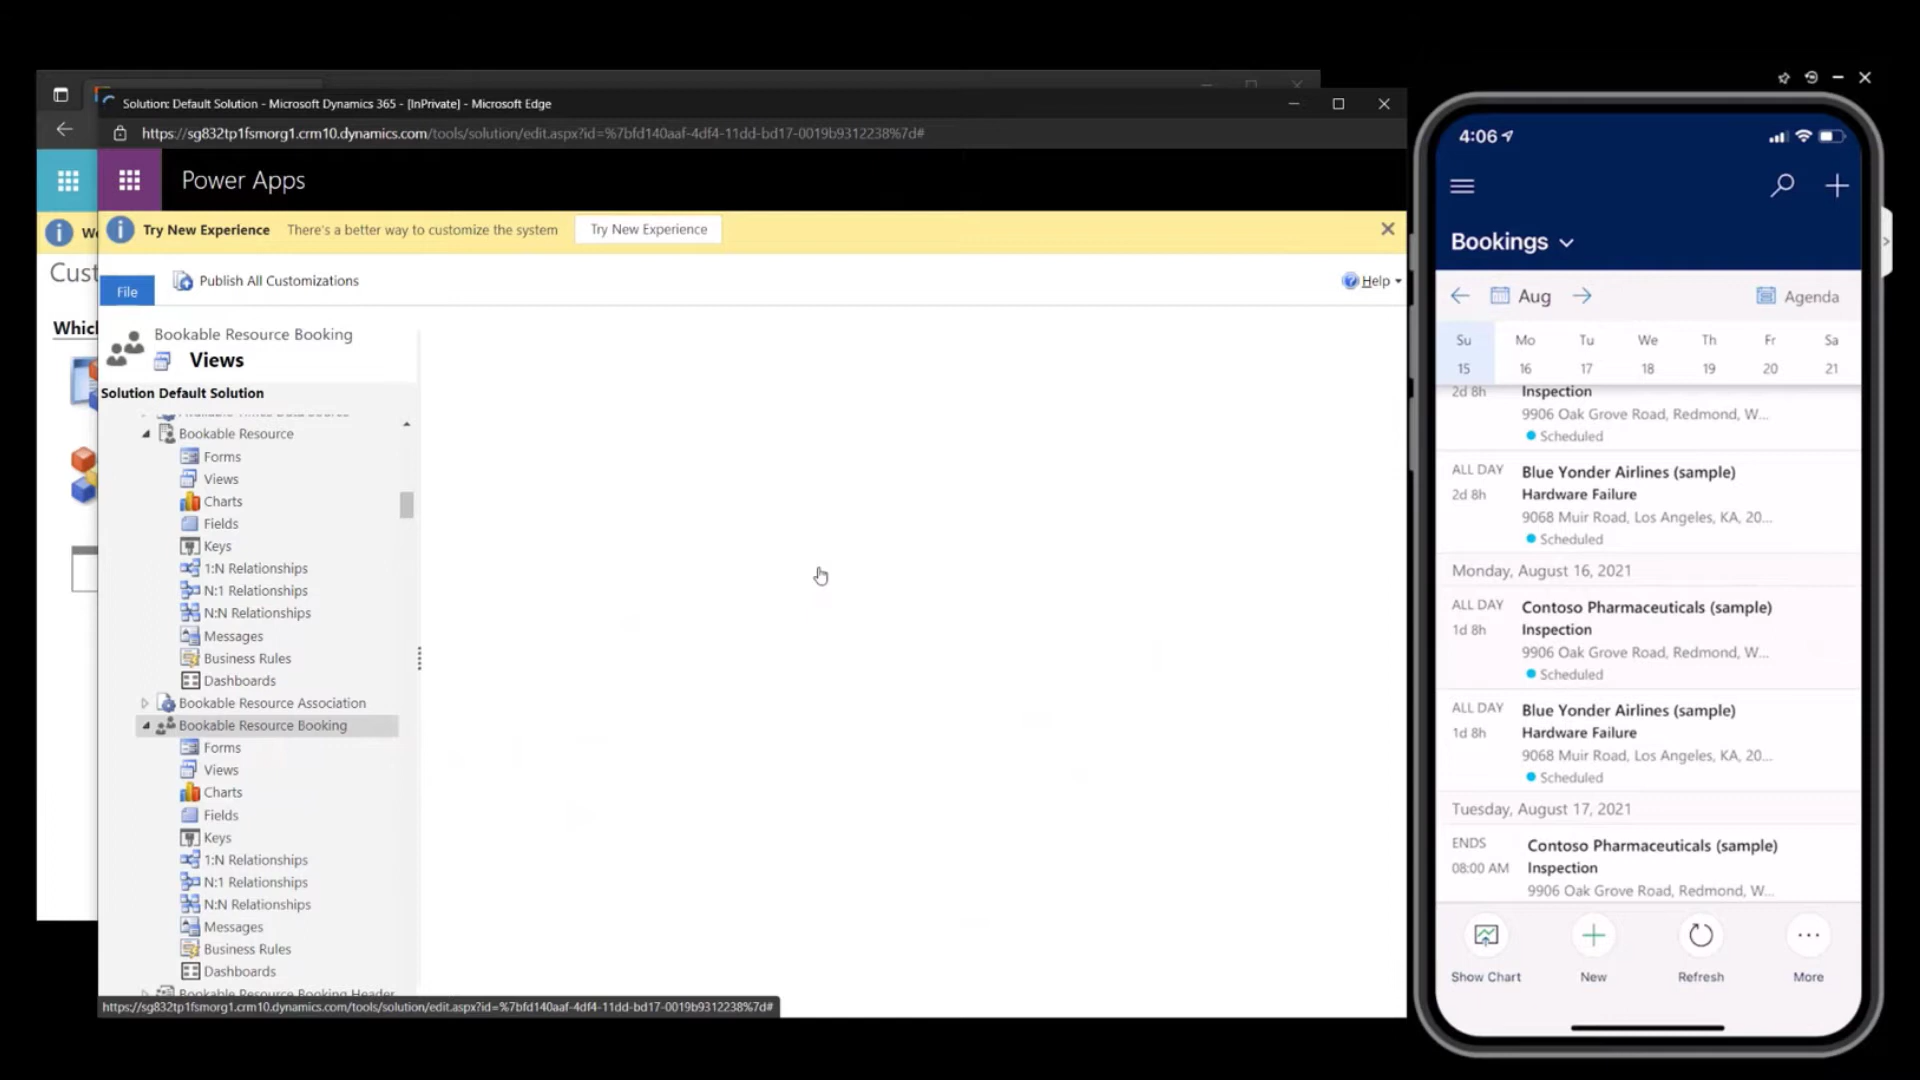 Solution: Default Solution - Microsoft Dynamics 365 - [InPrivate] - Microsoft Edge
https://sg832tp1fsmorg1.crm10.dynamics.com/tools/solution/edit.aspx?id=%7bfd140aaf-4df4-11dd-bd17-0019b9312238%7d#
Power Apps
We
Try New Experience There's a better way to customize the system Try New Experience
Cust
Which
File
Publish All Customizations
Help
Bookable Resource Booking
Views
Solution Default Solution
Bookable Resource
Forms
Views
Charts
Fields
Keys
1:N Relationships
N:1 Relationships
N:N Relationships
Messages
Business Rules
Dashboards
Bookable Resource Association
Bookable Resource Booking
Forms
Views
Charts
Fields
Keys
1:N Relationships
N:1 Relationships
N:N Relationships
Messages
Business Rules
Dashboards
Bookable Resource Booking Header
https://sg832tp1fsmorg1.crm10.dynamics.com/tools/solution/edit.aspx?id=%7bfd140aaf-4df4-11dd-bd17-0019b9312238%7d#
4:06
Bookings
Aug
Agenda
Su Mo Tu We Th Fr Sa
15 16 17 18 19 20 21
2d 8h Inspection
9906 Oak Grove Road, Redmond, W...
Scheduled
ALL DAY Blue Yonder Airlines (sample)
2d 8h Hardware Failure
9068 Muir Road, Los Angeles, KA, 20...
Scheduled
Monday, August 16, 2021
ALL DAY Contoso Pharmaceuticals (sample)
1d 8h Inspection
9906 Oak Grove Road, Redmond, W...
Scheduled
ALL DAY Blue Yonder Airlines (sample)
1d 8h Hardware Failure
9068 Muir Road, Los Angeles, KA, 20...
Scheduled
Tuesday, August 17, 2021
ENDS Contoso Pharmaceuticals (sample)
08:00 AM Inspection
9906 Oak Grove Road, Redmond, W...
Show Chart New Refresh More